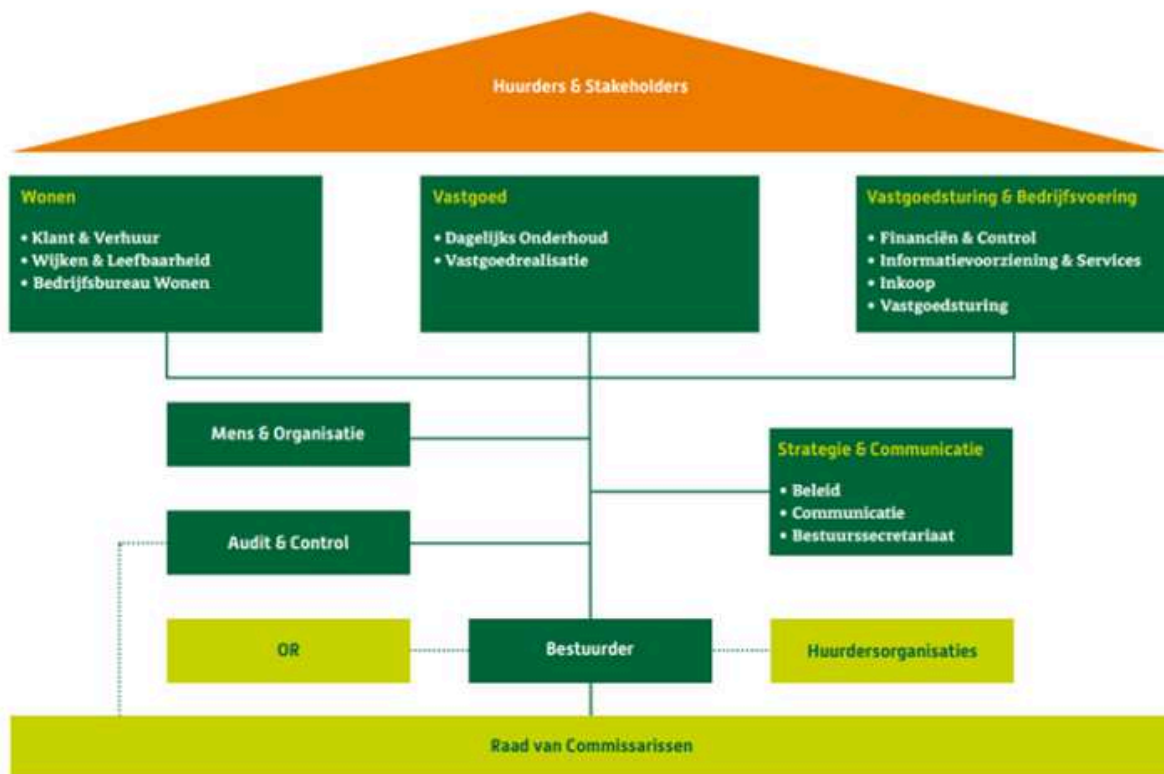 Huurders & Stakeholders
Wonen
• Klant & Verhuur
• Wijken & Leefbaarheid
• Bedrijfsbureau Wonen
Vastgoed
• Dagelijks Onderhoud
• Vastgoedrealisatie
Vastgoedsturing & Bedrijfsvoering
• Financiën & Control
• Informatievoorziening & Services
• Inkoop
• Vastgoedsturing
Mens & Organisatie
Strategie & Communicatie
• Beleid
• Communicatie
• Bestuurssecretariaat
Audit & Control
OR
Bestuurder
Huurdersorganisaties
Raad van Commissarissen